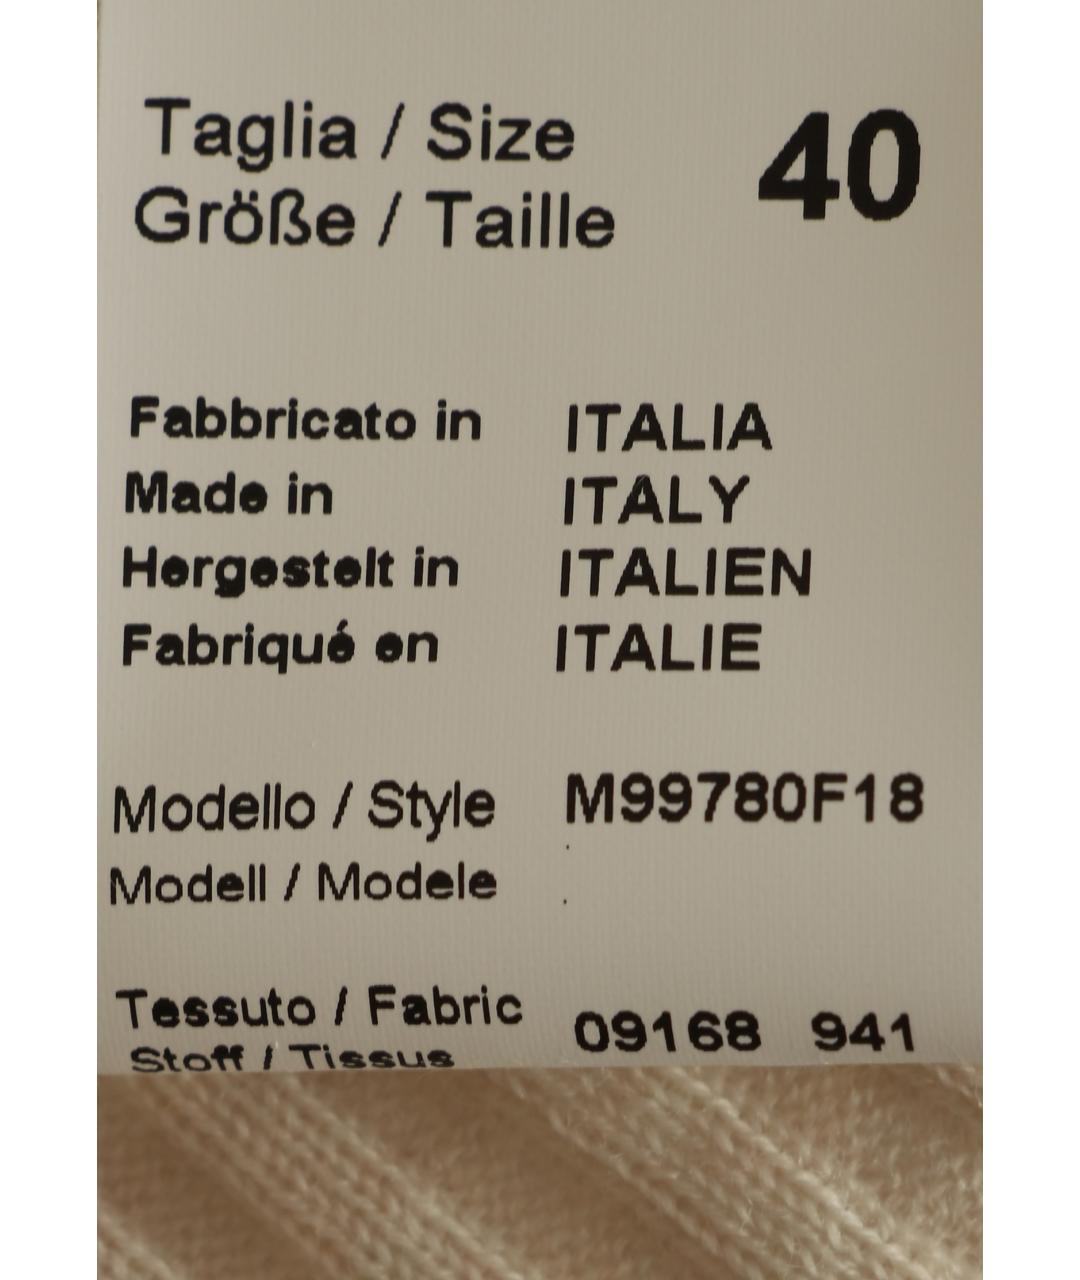 Taglia / Size 40
Größe / Taille
Fabbricato in ITALIA
Made in ITALY
Hergestelt in ITALIEN
Fabriqué en ITALIE
Modello / Style M99780F18
Modell / Modele
Tessuto / Fabric 09168 941
Stoff / Tissus